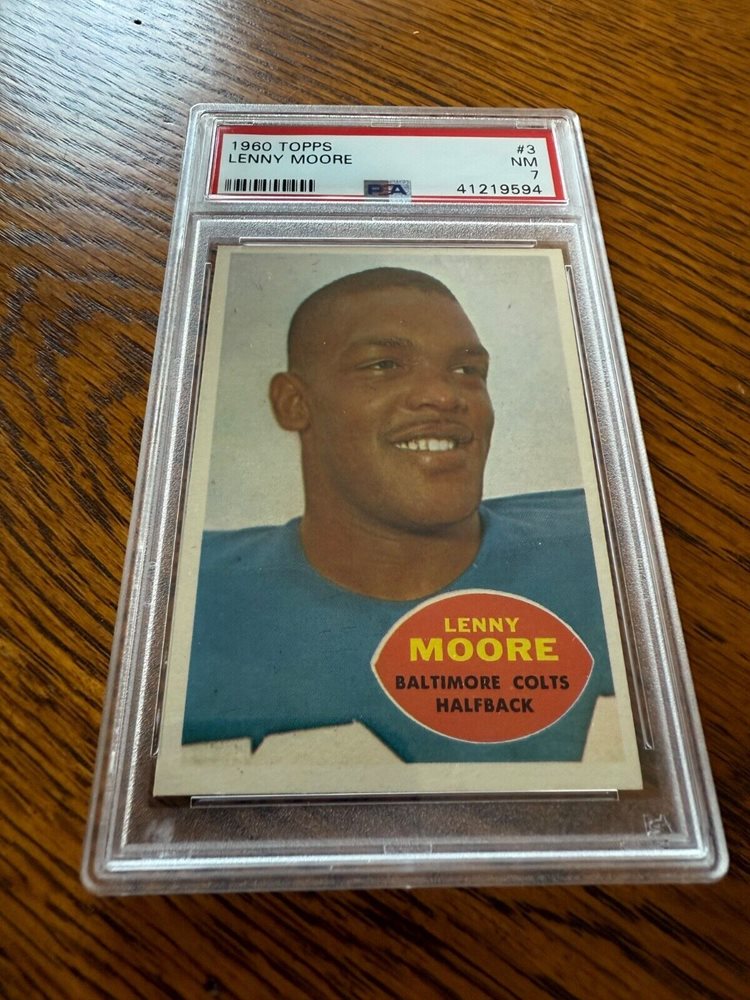 1960 TOPPS #3
LENNY MOORE NM
7
PSA 41219594
LENNY
MOORE
BALTIMORE COLTS
HALFBACK